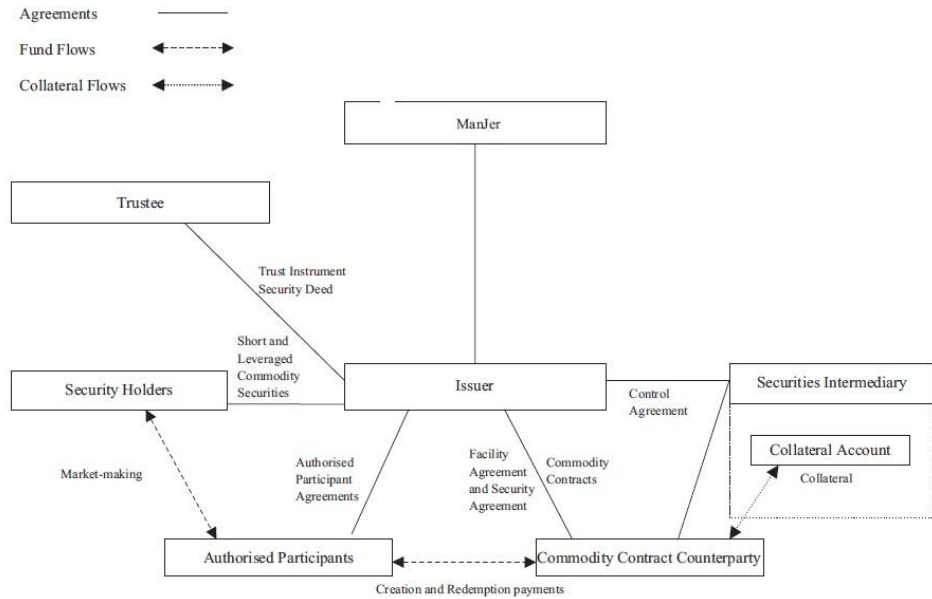 Agreements
Fund Flows
Collateral Flows
ManJer
Trustee
Trust Instrument
Security Deed
Short and
Leveraged
Commodity
Securities
Security Holders
Issuer
Securities Intermediary
Control
Agreement
Collateral Account
Collateral
Market-making
Authorised
Participant
Agreements
Facility
Agreement
and Security
Agreement
Commodity
Contracts
Authorised Participants
Commodity Contract Counterparty
Creation and Redemption payments